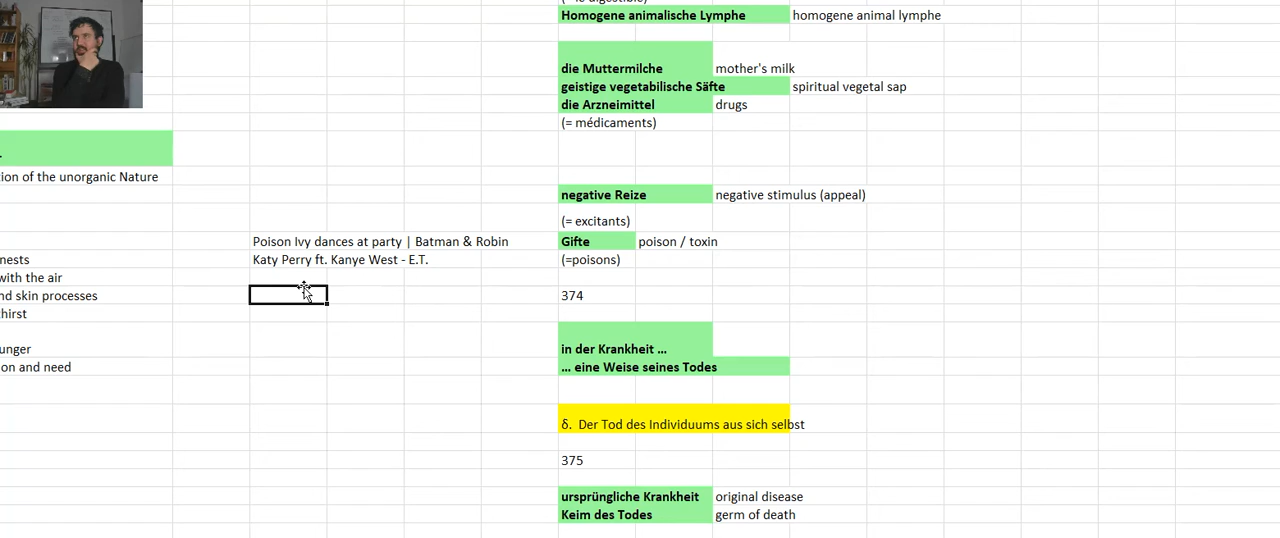 Homogene animalische Lymphe homogene animal lymphe
die Muttermilche mother's milk
geistige vegetabilische Säfte spiritual vegetal sap
die Arzneimittel drugs
(= médicaments)
tion of the unorganic Nature
negative Reize negative stimulus (appeal)
(= excitants)
Poison Ivy dances at party | Batman & Robin Gifte poison / toxin
nests Katy Perry ft. Kanye West - E.T. (=poisons)
with the air
nd skin processes 374
thirst
unger in der Krankheit ...
on and need ... eine Weise seines Todes
δ. Der Tod des Individuums aus sich selbst
375
ursprüngliche Krankheit original disease
Keim des Todes germ of death